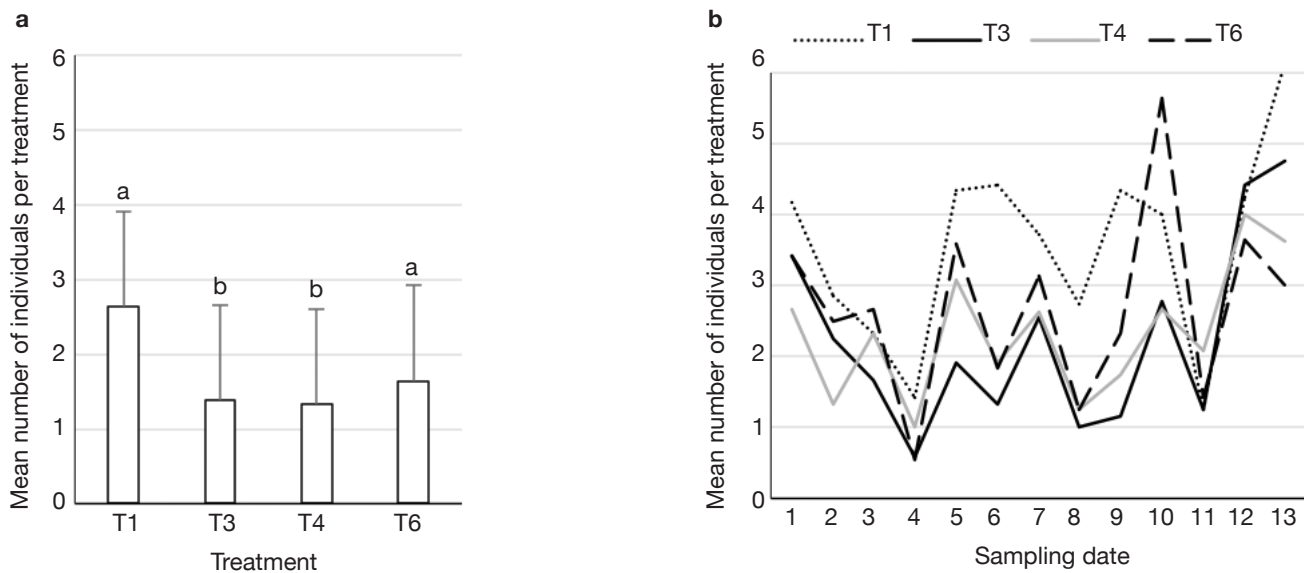 a
Mean number of individuals per treatment
6
5
4
3
2
1
0
a
b
b
a
T1 T3 T4 T6
Treatment
b
T1 T3 T4 T6
Mean number of individuals per treatment
6
5
4
3
2
1
0
1 2 3 4 5 6 7 8 9 10 11 12 13
Sampling date